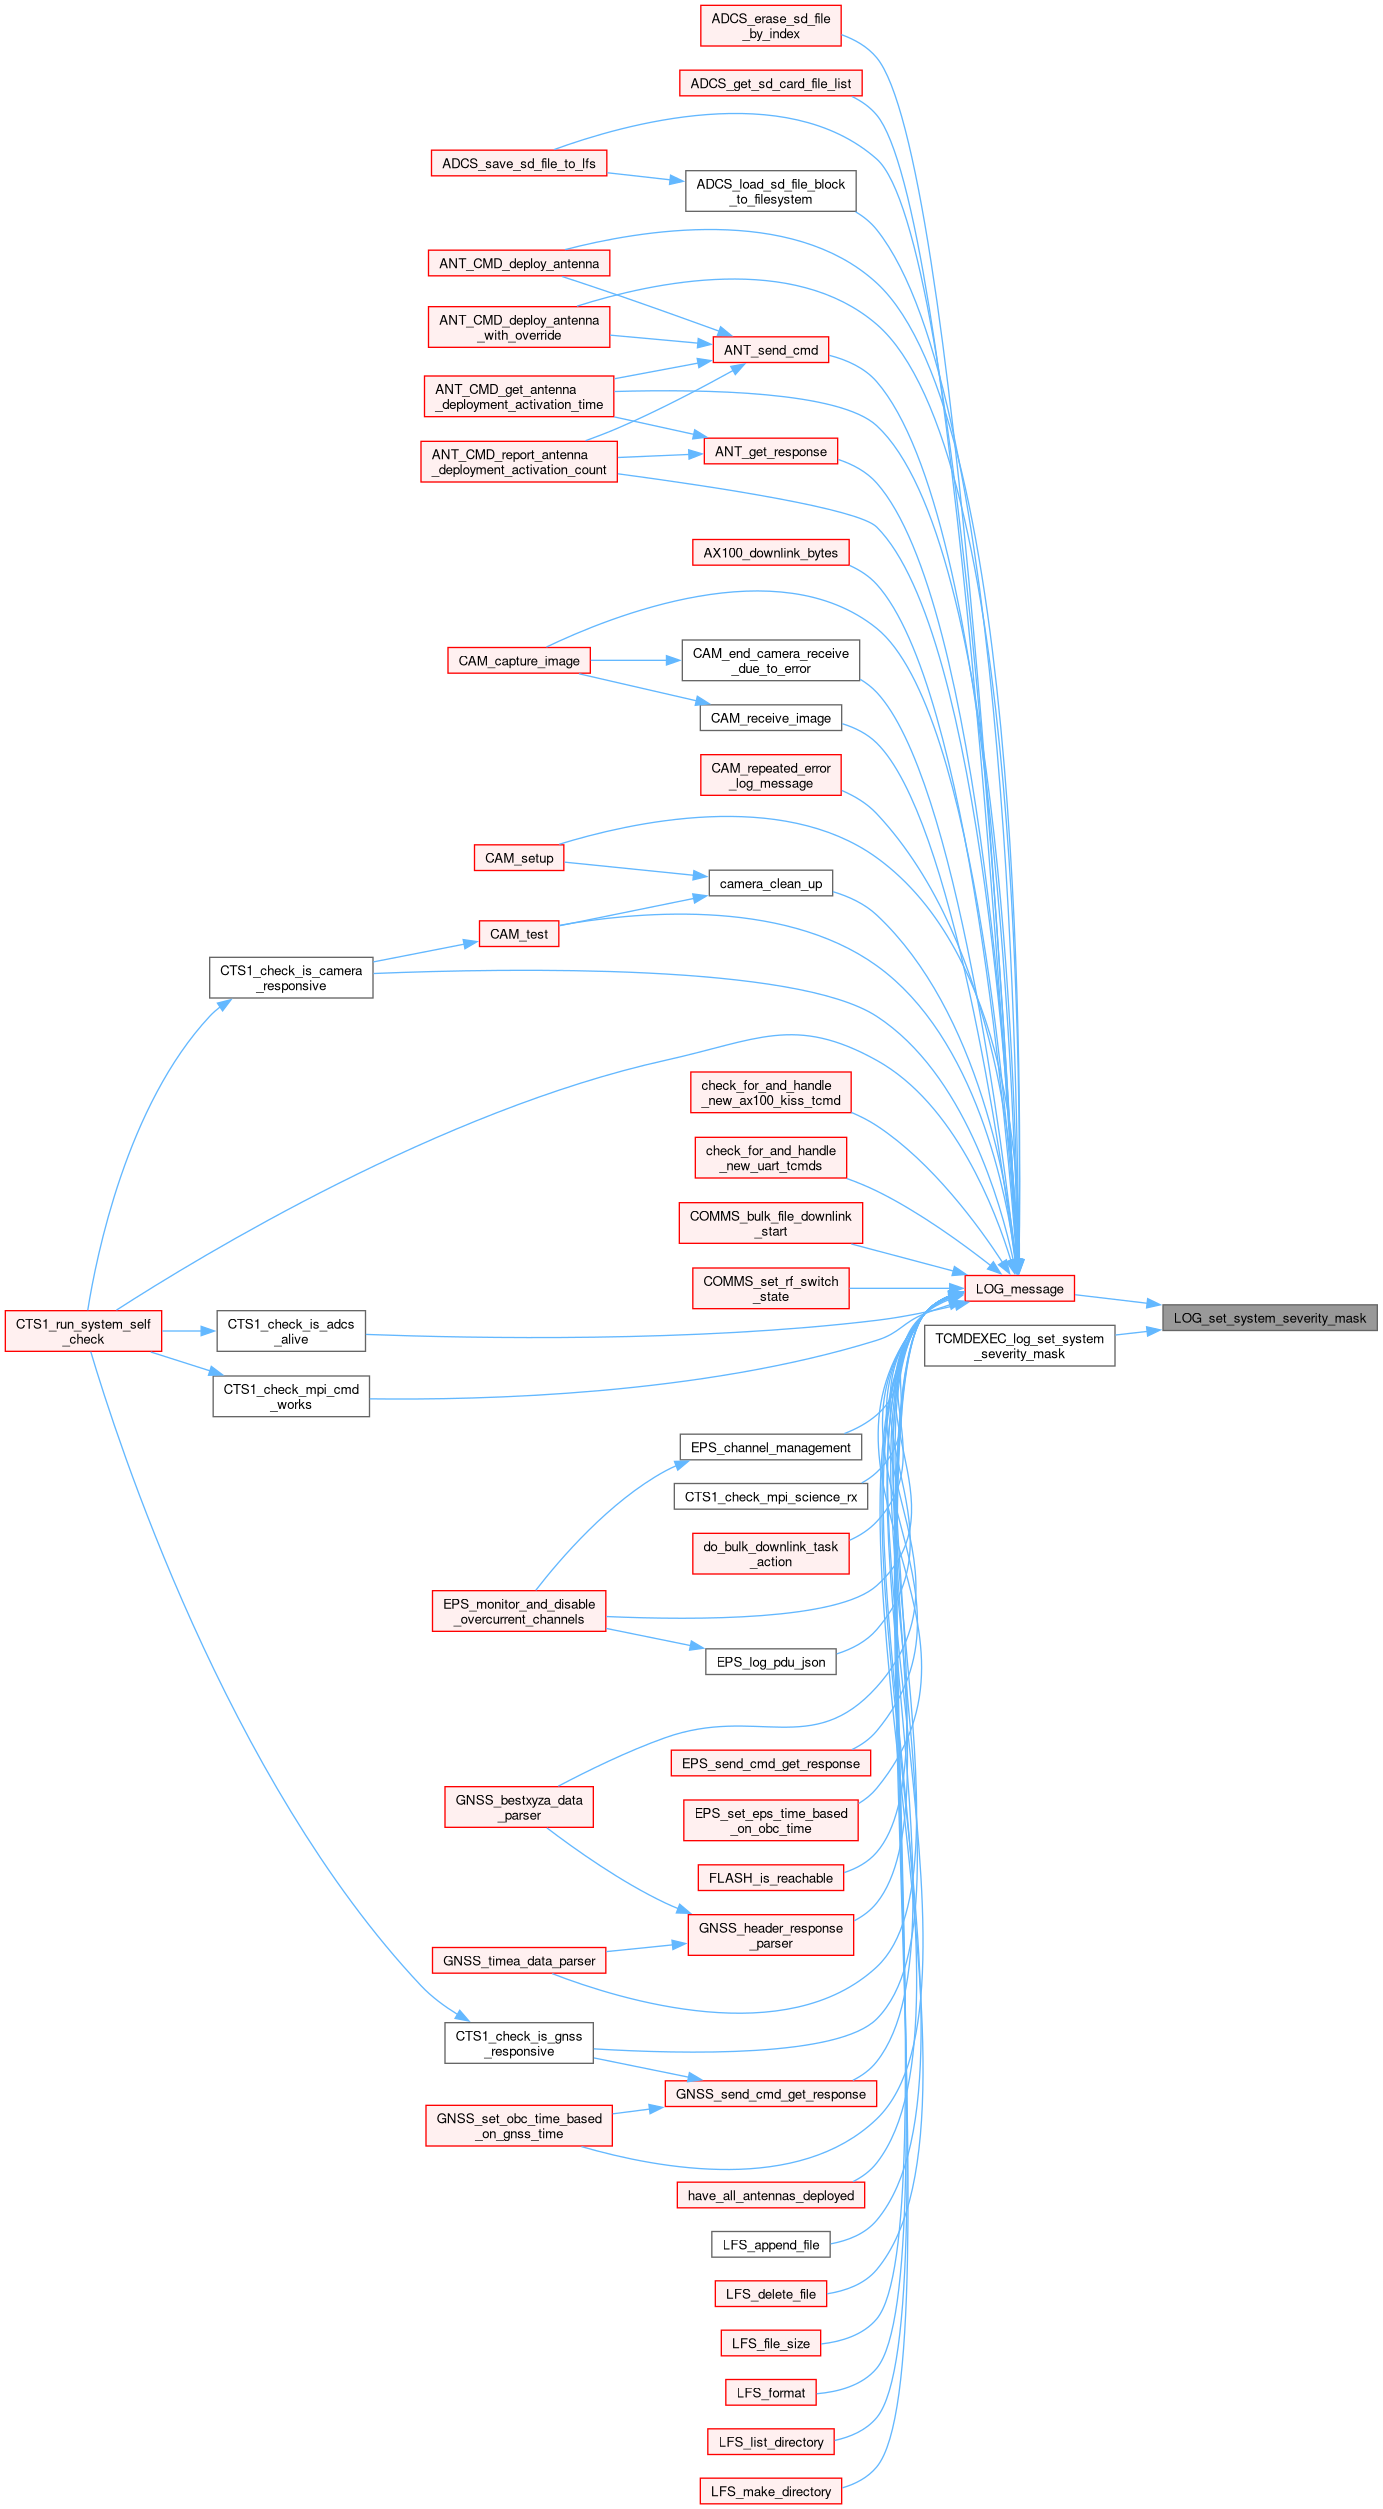 ADCS_erase_sd_file
_by_index
ADCS_get_sd_card_file_list
ADCS_save_sd_file_to_lfs
ADCS_load_sd_file_block
_to_filesystem
ANT_CMD_deploy_antenna
ANT_CMD_deploy_antenna
_with_override
ANT_send_cmd
ANT_CMD_get_antenna
_deployment_activation_time
ANT_CMD_report_antenna
_deployment_activation_count
ANT_get_response
AX100_downlink_bytes
CAM_capture_image
CAM_end_camera_receive
_due_to_error
CAM_receive_image
CAM_repeated_error
_log_message
CAM_setup
camera_clean_up
CAM_test
CTS1_check_is_camera
_responsive
check_for_and_handle
_new_ax100_kiss_tcmd
check_for_and_handle
_new_uart_tcmds
COMMS_bulk_file_downlink
_start
COMMS_set_rf_switch
_state
LOG_message
LOG_set_system_severity_mask
TCMDEXEC_log_set_system
_severity_mask
CTS1_run_system_self
_check
CTS1_check_is_adcs
_alive
CTS1_check_mpi_cmd
_works
EPS_channel_management
CTS1_check_mpi_science_rx
do_bulk_downlink_task
_action
EPS_monitor_and_disable
_overcurrent_channels
EPS_log_pdu_json
EPS_send_cmd_get_response
GNSS_bestxyza_data
_parser
EPS_set_eps_time_based
_on_obc_time
FLASH_is_reachable
GNSS_header_response
_parser
GNSS_timea_data_parser
CTS1_check_is_gnss
_responsive
GNSS_send_cmd_get_response
GNSS_set_obc_time_based
_on_gnss_time
have_all_antennas_deployed
LFS_append_file
LFS_delete_file
LFS_file_size
LFS_format
LFS_list_directory
LFS_make_directory